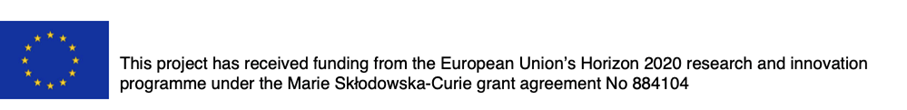 This project has received funding from the European Union’s Horizon 2020 research and innovation
programme under the Marie Skłodowska-Curie grant agreement No 884104